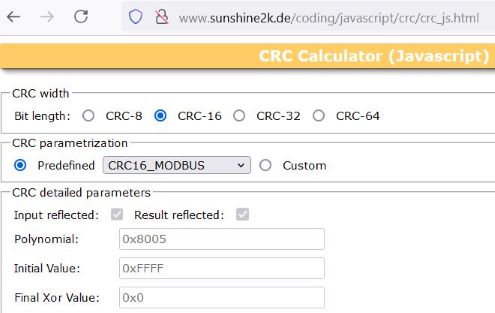 www.sunshine2k.de/coding/javascript/crc/crc_js.html
CRC Calculator (Javascript)
CRC width
Bit length: CRC-8 CRC-16 CRC-32 CRC-64
CRC parametrization
Predefined CRC16_MODBUS Custom
CRC detailed parameters
Input reflected: Result reflected:
Polynomial: 0x8005
Initial Value: 0xFFFF
Final Xor Value: 0x0